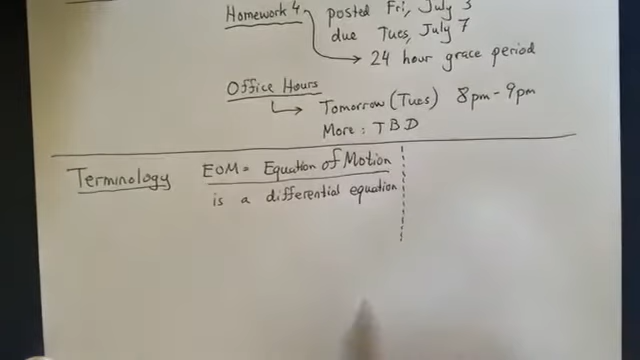 Homework 4 posted Fri, July 3
due Tues, July 7
24 hour grace period
Office Hours
Tomorrow (Tues) 8pm - 9pm
More: TBD
Terminology EOM = Equation of Motion
is a differential equation